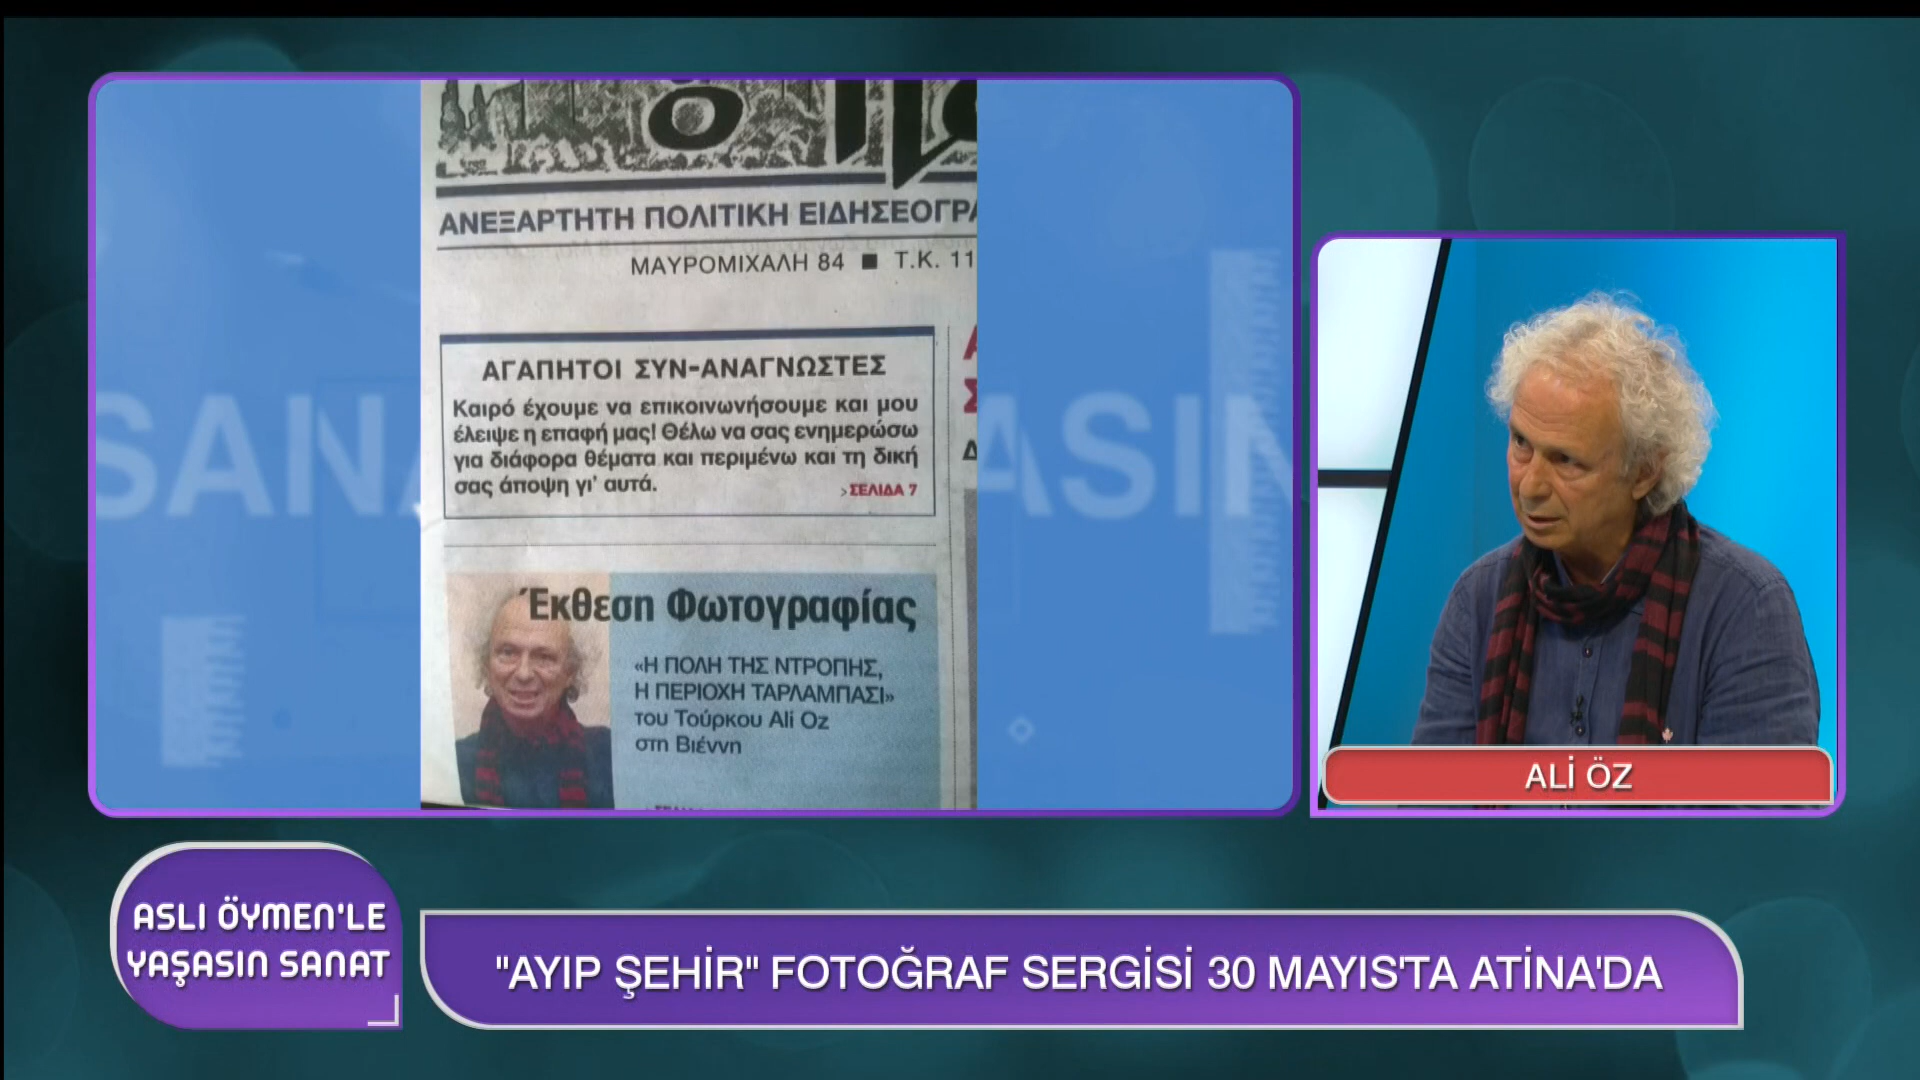 ΑΝΕΞΑΡΤΗΤΗ ΠΟΛΙΤΙΚΗ ΕΙΔΗΣΕΟΓΡΑ
ΜΑΥΡΟΜΙΧΑΛΗ 84 ■ Τ.Κ. 11
ΑΓΑΠΗΤΟΙ ΣΥΝ-ΑΝΑΓΝΩΣΤΕΣ
Καιρό έχουμε να επικοινωνήσουμε και μου
έλειψε η επαφή μας! Θέλω να σας ενημερώσω
για διάφορα θέματα και περιμένω και τη δική
σας άποψη γι' αυτά.
>ΣΕΛΙΔΑ 7
Έκθεση Φωτογραφίας
«Η ΠΟΛΗ ΤΗΣ ΝΤΡΟΠΗΣ,
Η ΠΕΡΙΟΧΗ ΤΑΡΛΑΜΠΑΣΙ»
του Τούρκου Ali Oz
στη Βιέννη
ALİ ÖZ
ASLI ÖYMEN'LE
YAŞASIN SANAT
"AYIP ŞEHİR" FOTOĞRAF SERGİSİ 30 MAYIS'TA ATİNA'DA